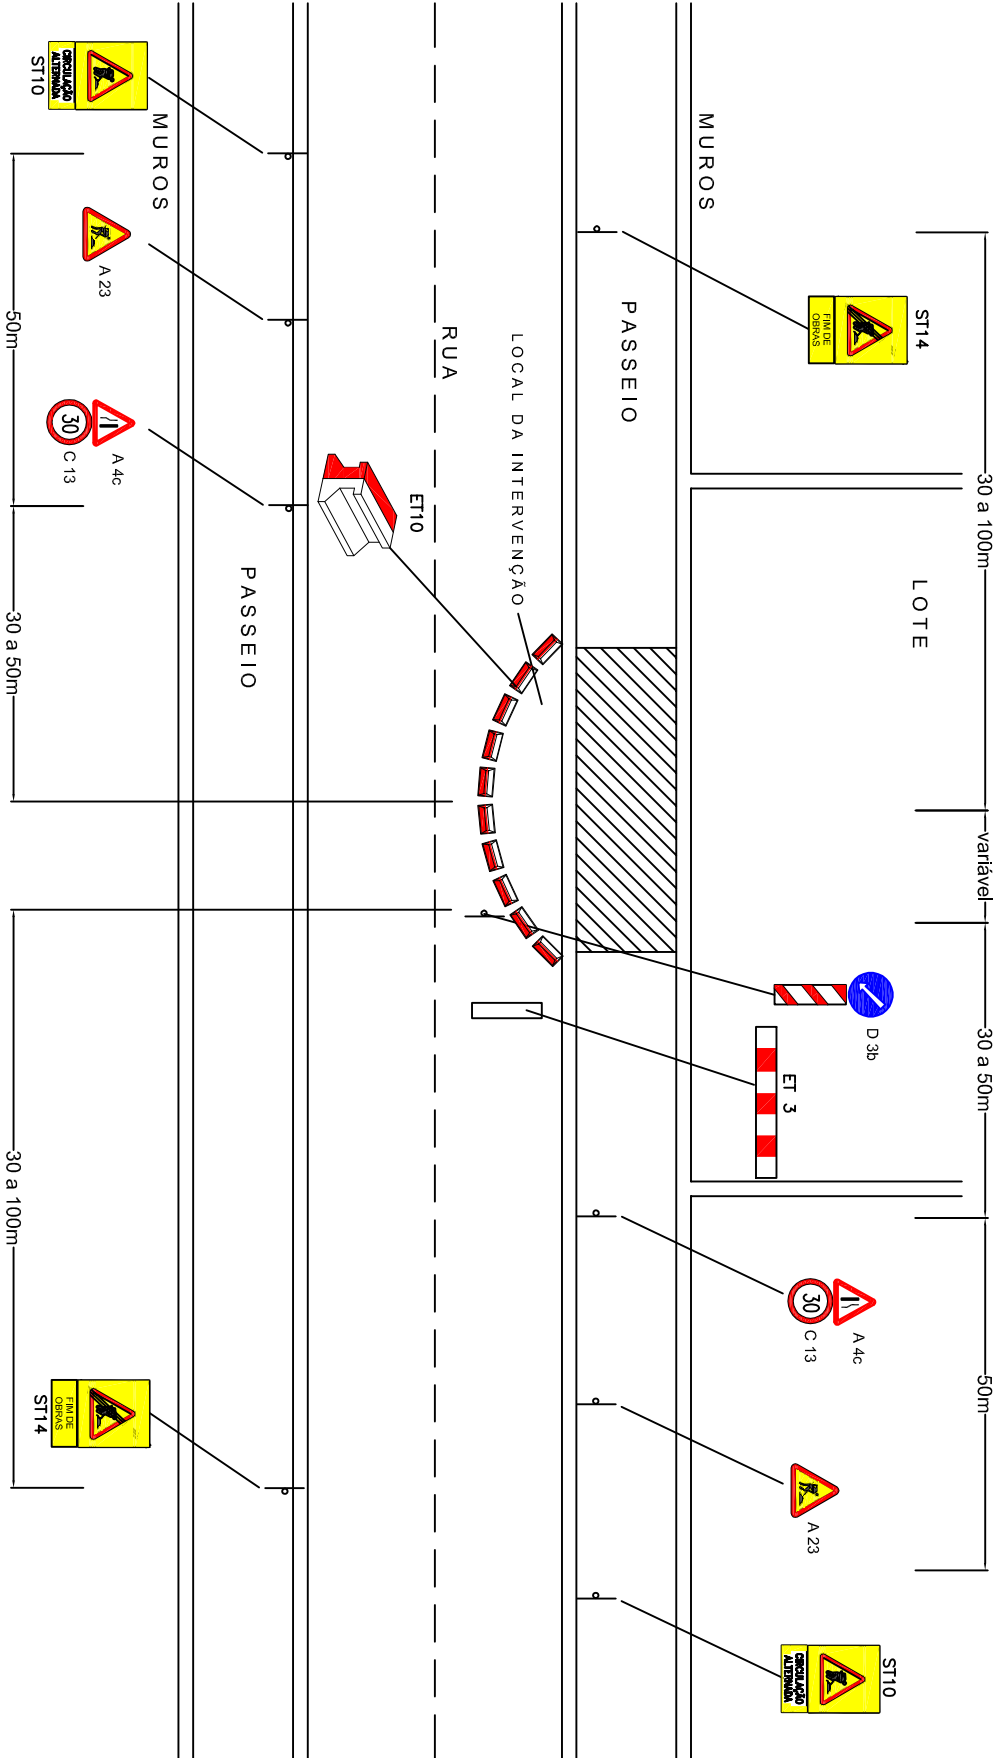 30 a 100m
variável
30 a 50m
50m
ST14
FIM DE
OBRAS
LOTE
D 3b
ET 3
A 4c
30
C 13
A 23
ST10
CIRCULAÇÃO
ALTERNADA
MUROS
PASSEIO
LOCAL DA INTERVENÇÃO
RUA
ET10
PASSEIO
MUROS
CIRCULAÇÃO
ALTERNADA
ST10
A 23
A 4c
30
C 13
FIM DE
OBRAS
ST14
50m
30 a 50m
30 a 100m